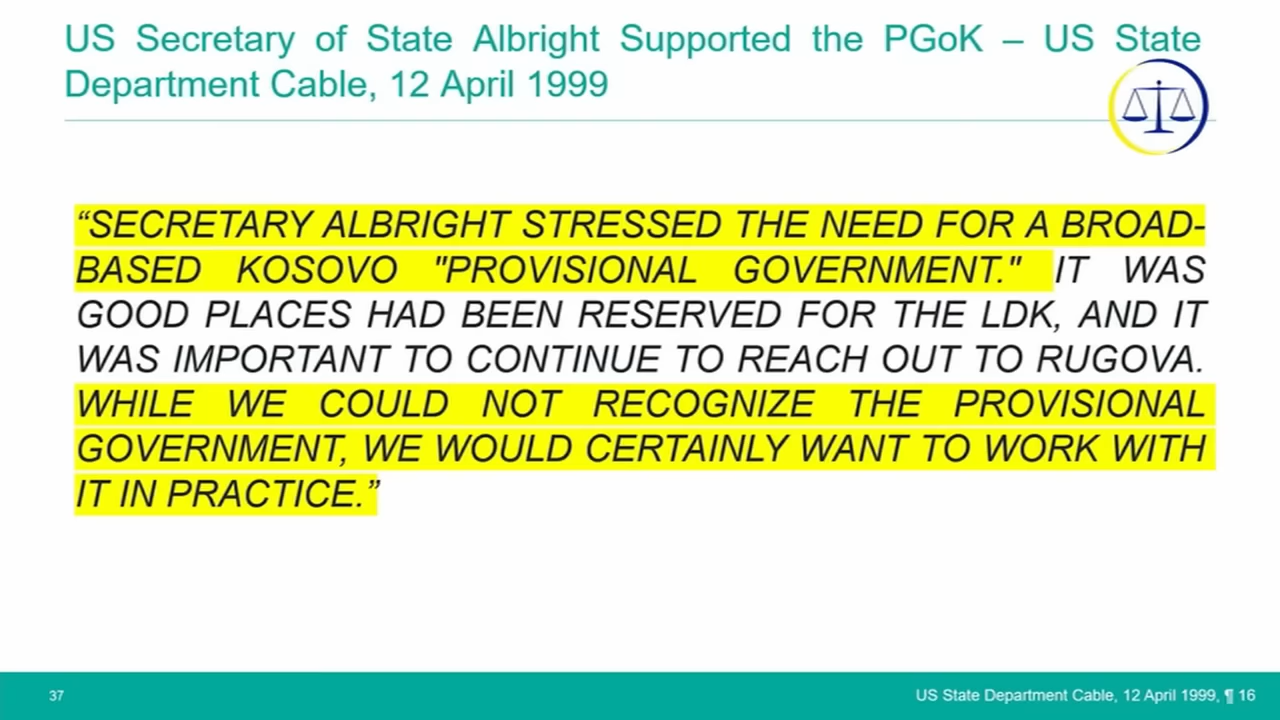 US Secretary of State Albright Supported the PGoK – US State
Department Cable, 12 April 1999
“SECRETARY ALBRIGHT STRESSED THE NEED FOR A BROAD-
BASED KOSOVO "PROVISIONAL GOVERNMENT." IT WAS
GOOD PLACES HAD BEEN RESERVED FOR THE LDK, AND IT
WAS IMPORTANT TO CONTINUE TO REACH OUT TO RUGOVA.
WHILE WE COULD NOT RECOGNIZE THE PROVISIONAL
GOVERNMENT, WE WOULD CERTAINLY WANT TO WORK WITH
IT IN PRACTICE.”
37
US State Department Cable, 12 April 1999, ¶ 16